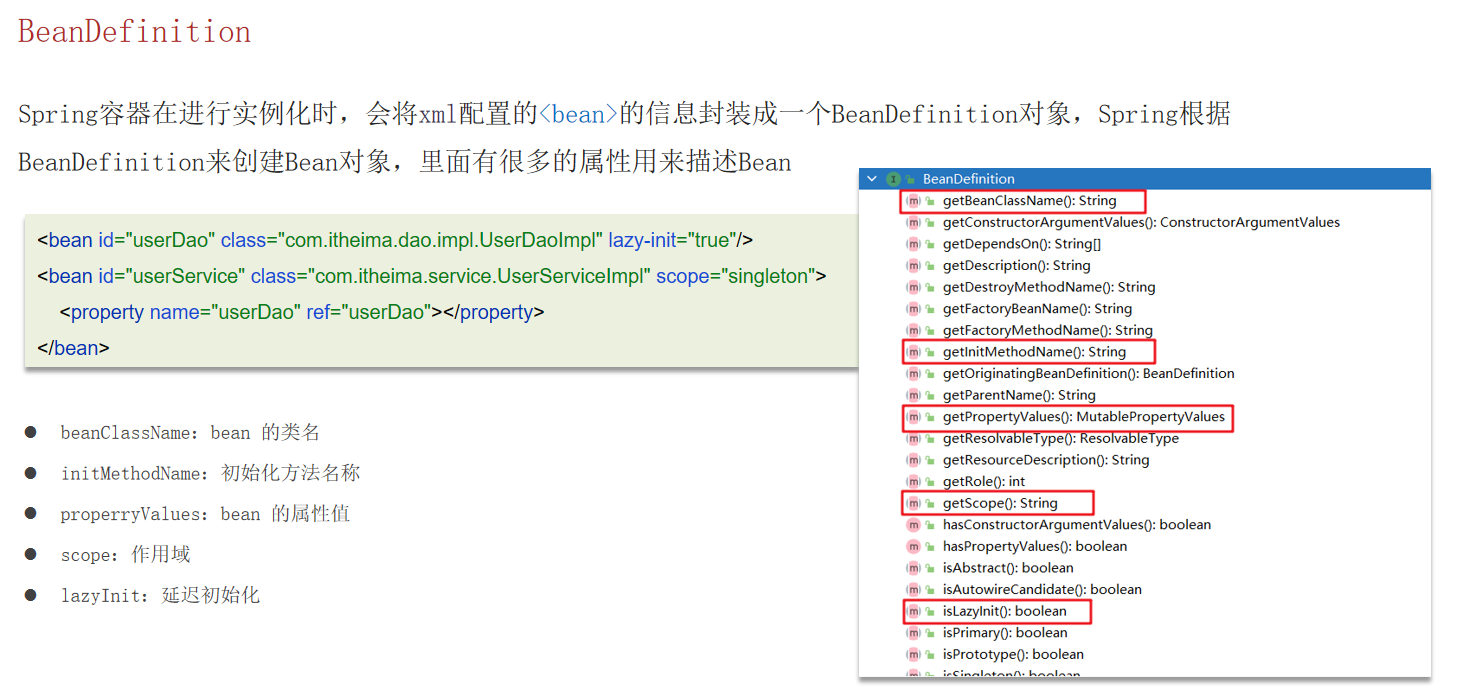 BeanDefinition
Spring容器在进行实例化时，会将xml配置的<bean>的信息封装成一个BeanDefinition对象，Spring根据
BeanDefinition来创建Bean对象，里面有很多的属性用来描述Bean
<bean id="userDao" class="com.itheima.dao.impl.UserDaoImpl" lazy-init="true"/>
<bean id="userService" class="com.itheima.service.UserServiceImpl" scope="singleton">
<property name="userDao" ref="userDao"></property>
</bean>
● beanClassName：bean 的类名
● initMethodName：初始化方法名称
● properryValues：bean 的属性值
● scope：作用域
● lazyInit：延迟初始化
BeanDefinition
getBeanClassName(): String
getConstructorArgumentValues(): ConstructorArgumentValues
getDependsOn(): String[]
getDescription(): String
getDestroyMethodName(): String
getFactoryBeanName(): String
getFactoryMethodName(): String
getInitMethodName(): String
getOriginatingBeanDefinition(): BeanDefinition
getParentName(): String
getPropertyValues(): MutablePropertyValues
getResolvableType(): ResolvableType
getResourceDescription(): String
getRole(): int
getScope(): String
hasConstructorArgumentValues(): boolean
hasPropertyValues(): boolean
isAbstract(): boolean
isAutowireCandidate(): boolean
isLazyInit(): boolean
isPrimary(): boolean
isPrototype(): boolean
isSingleton(): boolean